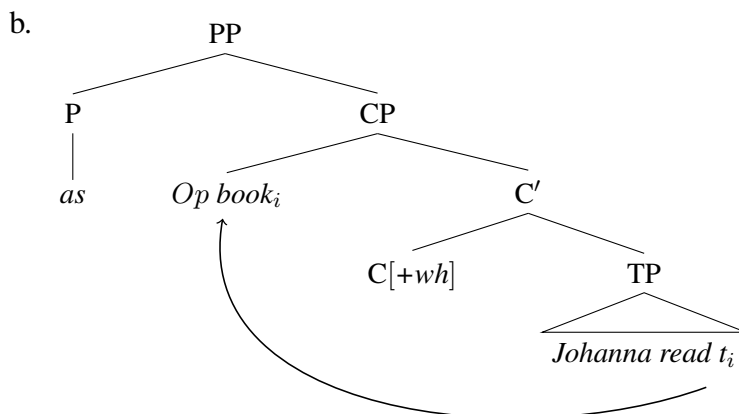 b.
PP
P CP
as Op bookᵢ C′
C[+wh] TP
Johanna read tᵢ